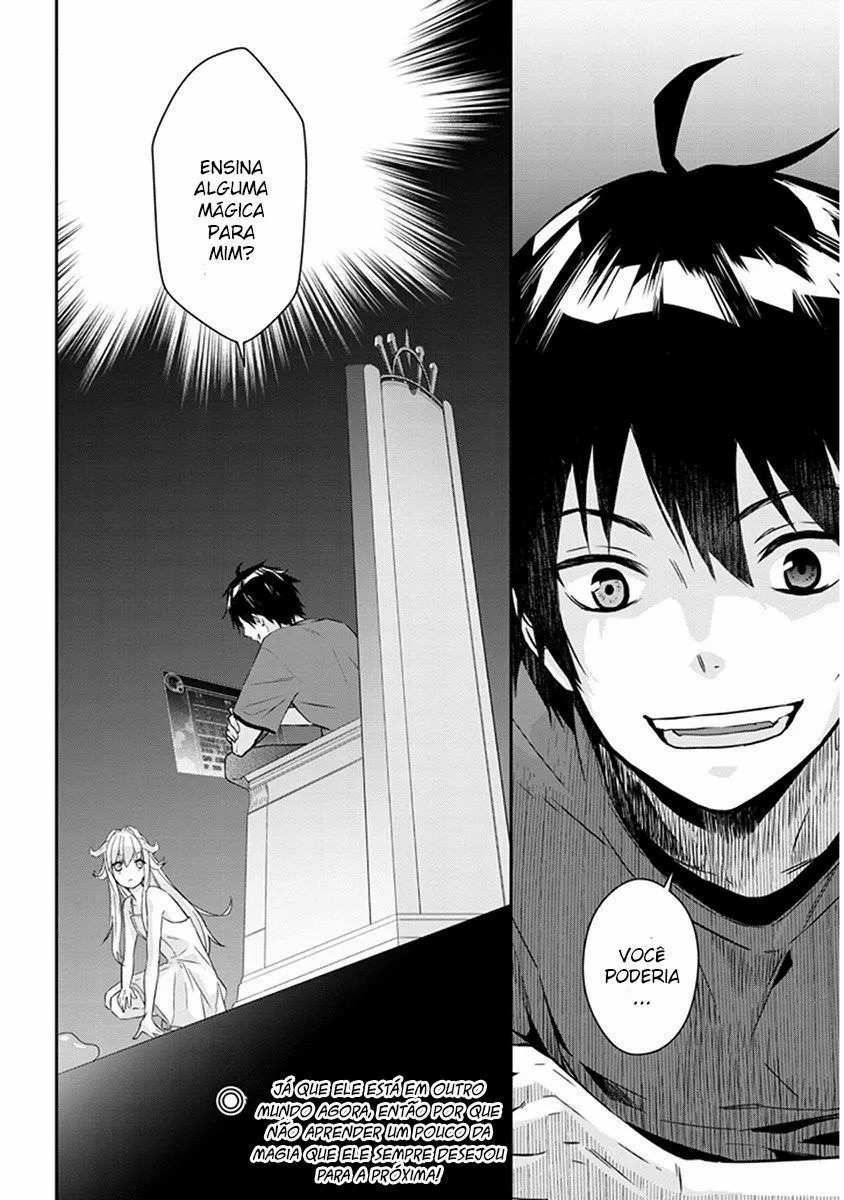 VOCÊ
PODERIA
...
ENSINA
ALGUMA
MÁGICA
PARA
MIM?
JÁ QUE ELE ESTÁ EM OUTRO
MUNDO AGORA, ENTÃO POR QUE
NÃO APRENDER UM POUCO DA
MAGIA QUE ELE SEMPRE DESEJOU
PARA A PRÓXIMA!